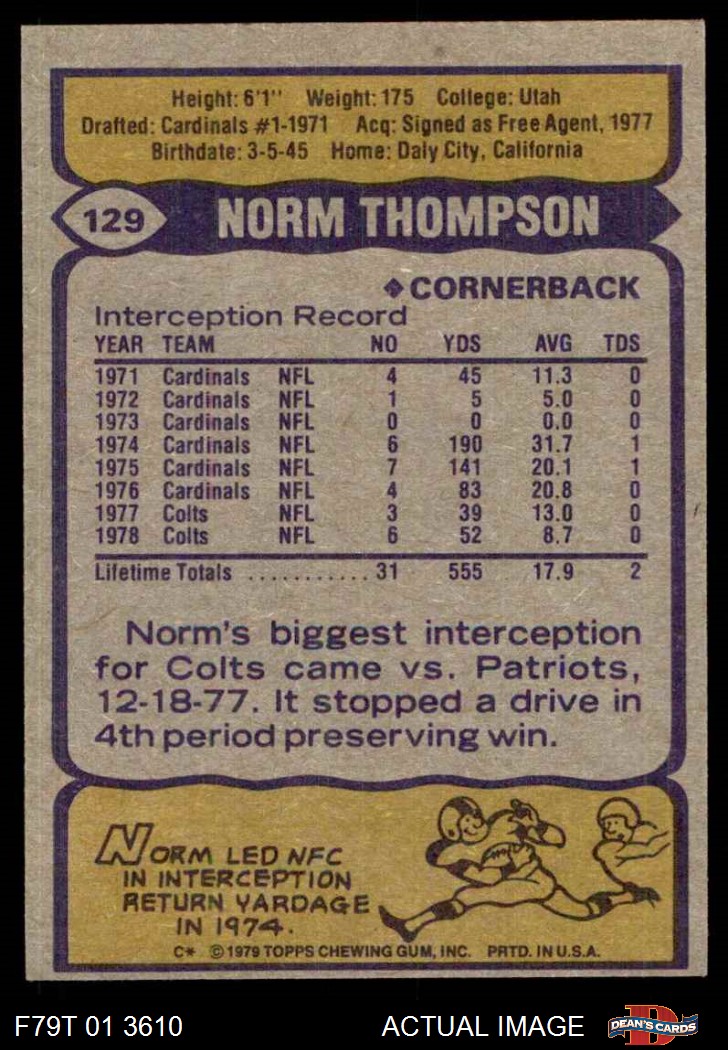 Height: 6'1" Weight: 175 College: Utah
Drafted: Cardinals #1-1971 Acq: Signed as Free Agent, 1977
Birthdate: 3-5-45 Home: Daly City, California
129 NORM THOMPSON
CORNERBACK
Interception Record
YEAR TEAM NO YDS AVG TDS
1971 Cardinals NFL 4 45 11.3 0
1972 Cardinals NFL 1 5 5.0 0
1973 Cardinals NFL 0 0 0.0 0
1974 Cardinals NFL 6 190 31.7 1
1975 Cardinals NFL 7 141 20.1 1
1976 Cardinals NFL 4 83 20.8 0
1977 Colts NFL 3 39 13.0 0
1978 Colts NFL 6 52 8.7 0
Lifetime Totals ........... 31 555 17.9 2
Norm's biggest interception
for Colts came vs. Patriots,
12-18-77. It stopped a drive in
4th period preserving win.
NORM LED NFC
IN INTERCEPTION
RETURN YARDAGE
IN 1974.
C* © 1979 TOPPS CHEWING GUM, INC. PRTD. IN U.S.A.
F79T 01 3610 ACTUAL IMAGE D DEAN'S CARDS